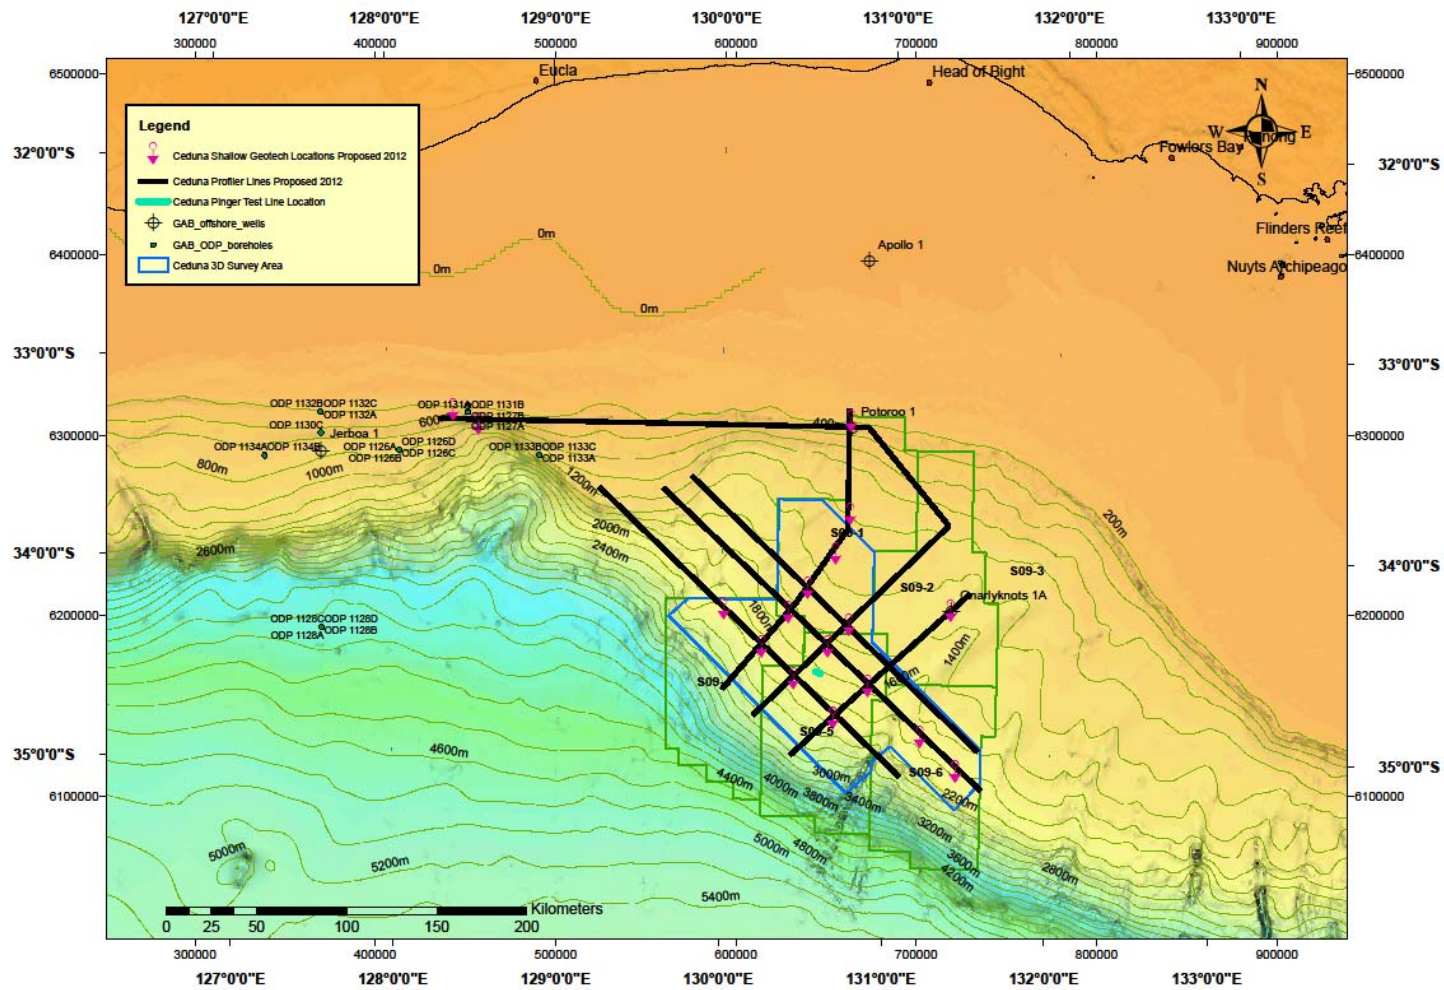 127°0'0"E 128°0'0"E 129°0'0"E 130°0'0"E 131°0'0"E 132°0'0"E 133°0'0"E
300000 400000 500000 600000 700000 800000 900000
6500000 6500000
Eucla
Head of Bight
N
W E
S
Fowlors Bay
Legend
Ceduna Shallow Geotech Locations Proposed 2012
Ceduna Profiler Lines Proposed 2012
Ceduna Pinger Test Line Location
GAB_offshore_wells
GAB_ODP_boreholes
Ceduna 3D Survey Area
32°0'0"S 32°0'0"S
Flinders Reef
0m
0m
0m
Apollo 1
6400000 6400000
Nuyts Archipeago
33°0'0"S 33°0'0"S
ODP 1132B ODP 1132C
ODP 1132A
ODP 1131A ODP 1131B
ODP 1127B
ODP 1127A
Potoroo 1
600
400
ODP 1130C
Jerboa 1
6300000 6300000
ODP 1134A ODP 1134B
ODP 1126A ODP 1126D
ODP 1126B ODP 1126C
ODP 1133B ODP 1133C
ODP 1133A
800m
1000m
1200m
2000m
2400m
2600m
200m
34°0'0"S 34°0'0"S
S09-2
S09-3
Gnarlyknots 1A
6200000 6200000
ODP 1128C ODP 1128D
ODP 1128A ODP 1128B
1800m
1400m
S09-
S09-5
S09-6
35°0'0"S 35°0'0"S
4600m
4400m
4000m
3800m
3000m
3400m
2200m
6100000 6100000
3200m
3600m
4200m
2800m
5000m
5200m
5000m
4800m
5400m
Kilometers
0 25 50 100 150 200
300000 400000 500000 600000 700000 800000 900000
127°0'0"E 128°0'0"E 129°0'0"E 130°0'0"E 131°0'0"E 132°0'0"E 133°0'0"E